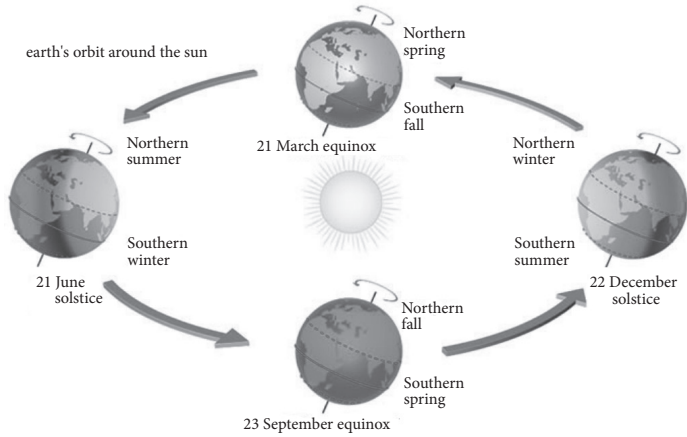 earth's orbit around the sun
Northern
spring
Southern
fall
21 March equinox
Northern
summer
Southern
winter
21 June
solstice
Northern
winter
Southern
summer
22 December
solstice
Northern
fall
Southern
spring
23 September equinox